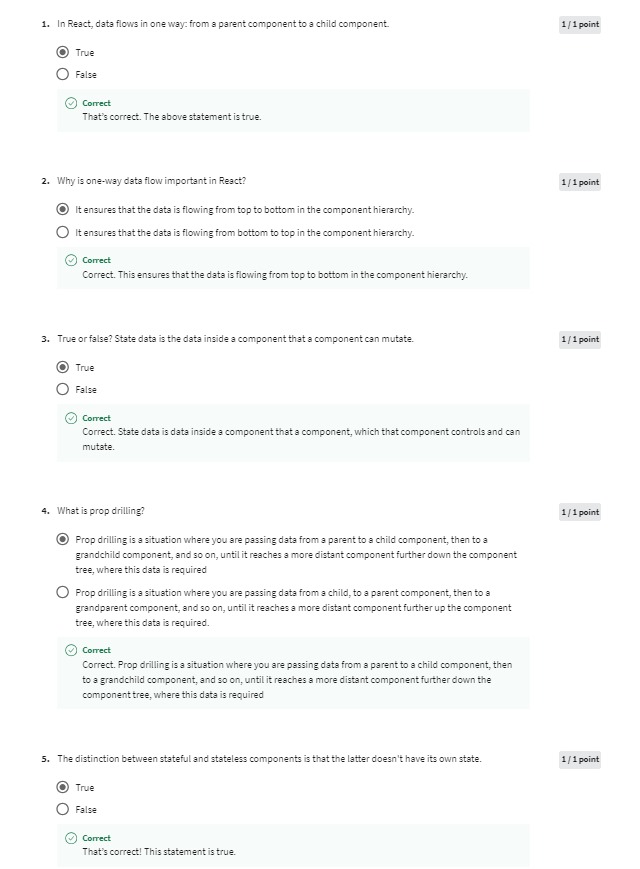 1. In React, data flows in one way: from a parent component to a child component.
1 / 1 point
True
False
Correct
That's correct. The above statement is true.
2. Why is one-way data flow important in React?
1 / 1 point
It ensures that the data is flowing from top to bottom in the component hierarchy.
It ensures that the data is flowing from bottom to top in the component hierarchy.
Correct
Correct. This ensures that the data is flowing from top to bottom in the component hierarchy.
3. True or false? State data is the data inside a component that a component can mutate.
1 / 1 point
True
False
Correct
Correct. State data is data inside a component that a component, which that component controls and can
mutate.
4. What is prop drilling?
1 / 1 point
Prop drilling is a situation where you are passing data from a parent to a child component, then to a
grandchild component, and so on, until it reaches a more distant component further down the component
tree, where this data is required
Prop drilling is a situation where you are passing data from a child, to a parent component, then to a
grandparent component, and so on, until it reaches a more distant component further up the component
tree, where this data is required.
Correct
Correct. Prop drilling is a situation where you are passing data from a parent to a child component, then
to a grandchild component, and so on, until it reaches a more distant component further down the
component tree, where this data is required
5. The distinction between stateful and stateless components is that the latter doesn't have its own state.
1 / 1 point
True
False
Correct
That's correct! This statement is true.